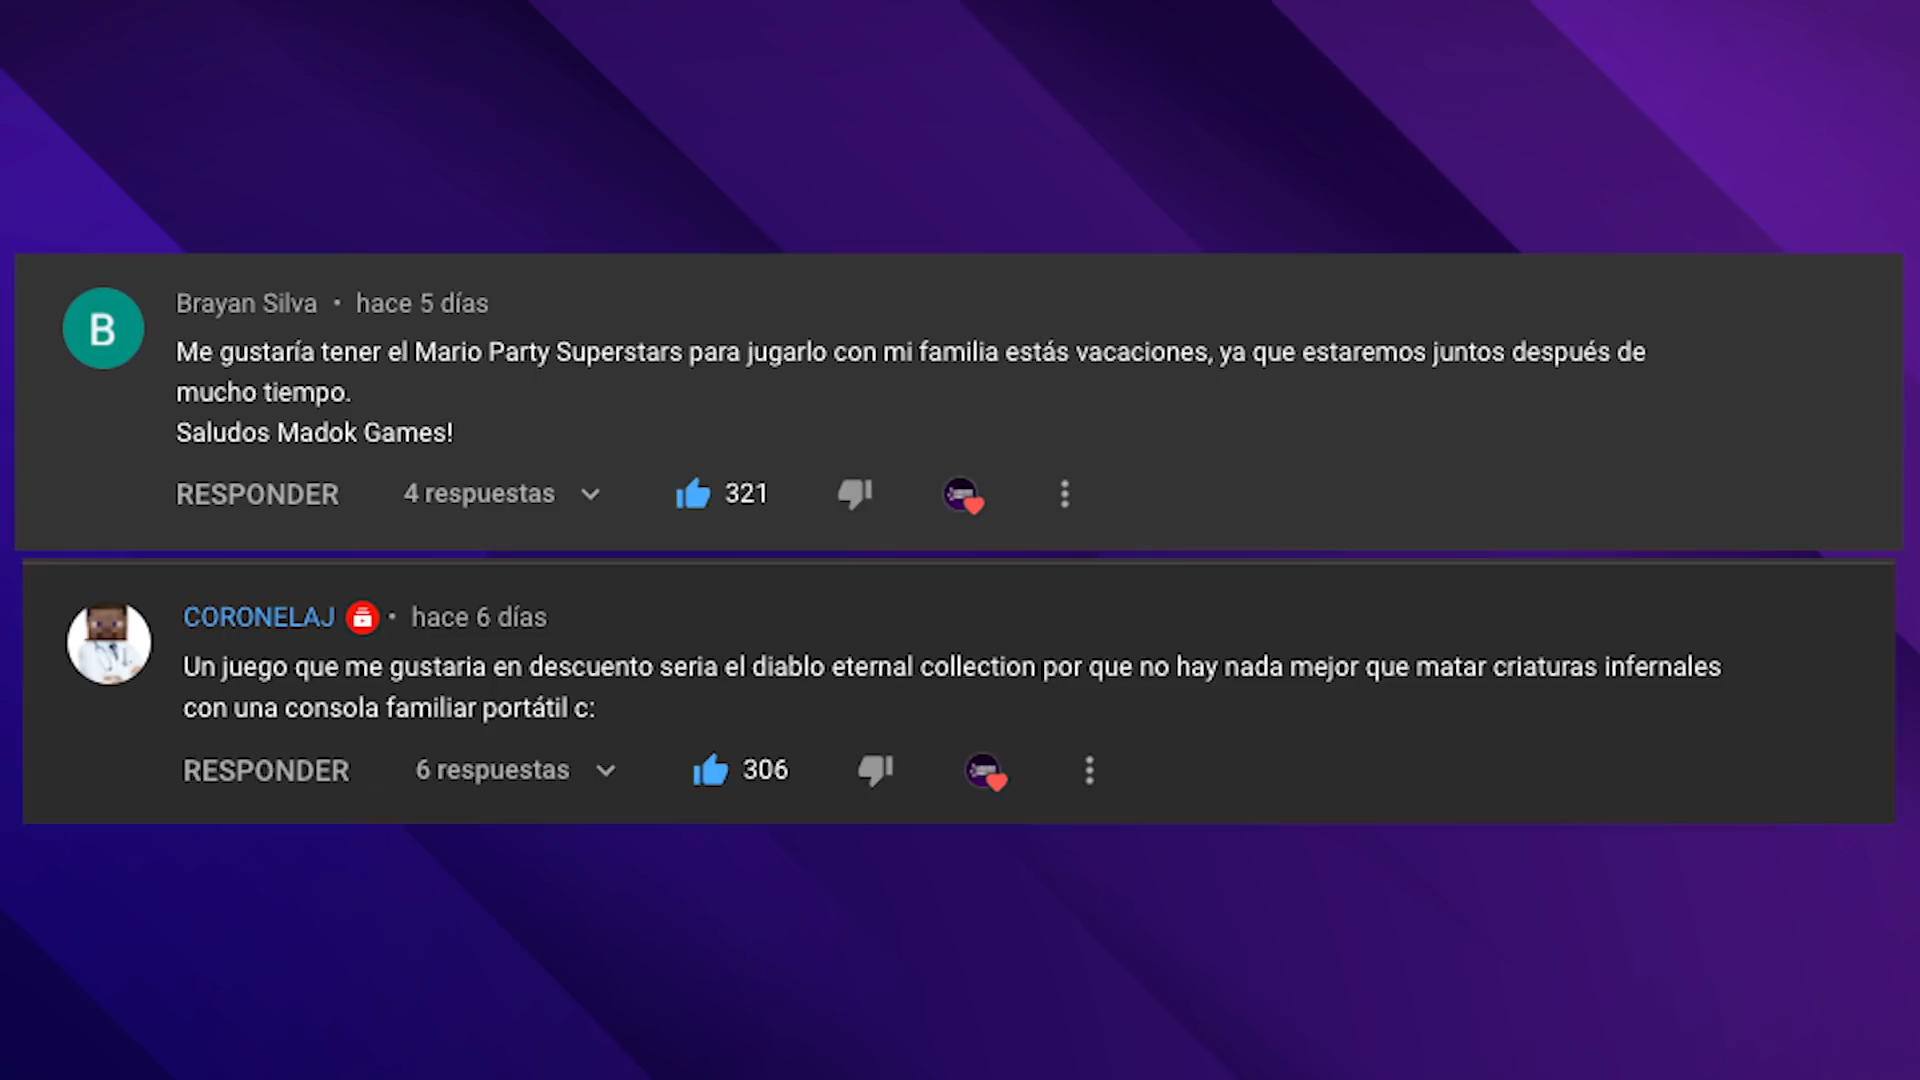 B
Brayan Silva • hace 5 días
Me gustaría tener el Mario Party Superstars para jugarlo con mi familia estás vacaciones, ya que estaremos juntos después de
mucho tiempo.
Saludos Madok Games!
RESPONDER 4 respuestas 321
CORONELAJ • hace 6 días
Un juego que me gustaria en descuento seria el diablo eternal collection por que no hay nada mejor que matar criaturas infernales
con una consola familiar portátil c:
RESPONDER 6 respuestas 306